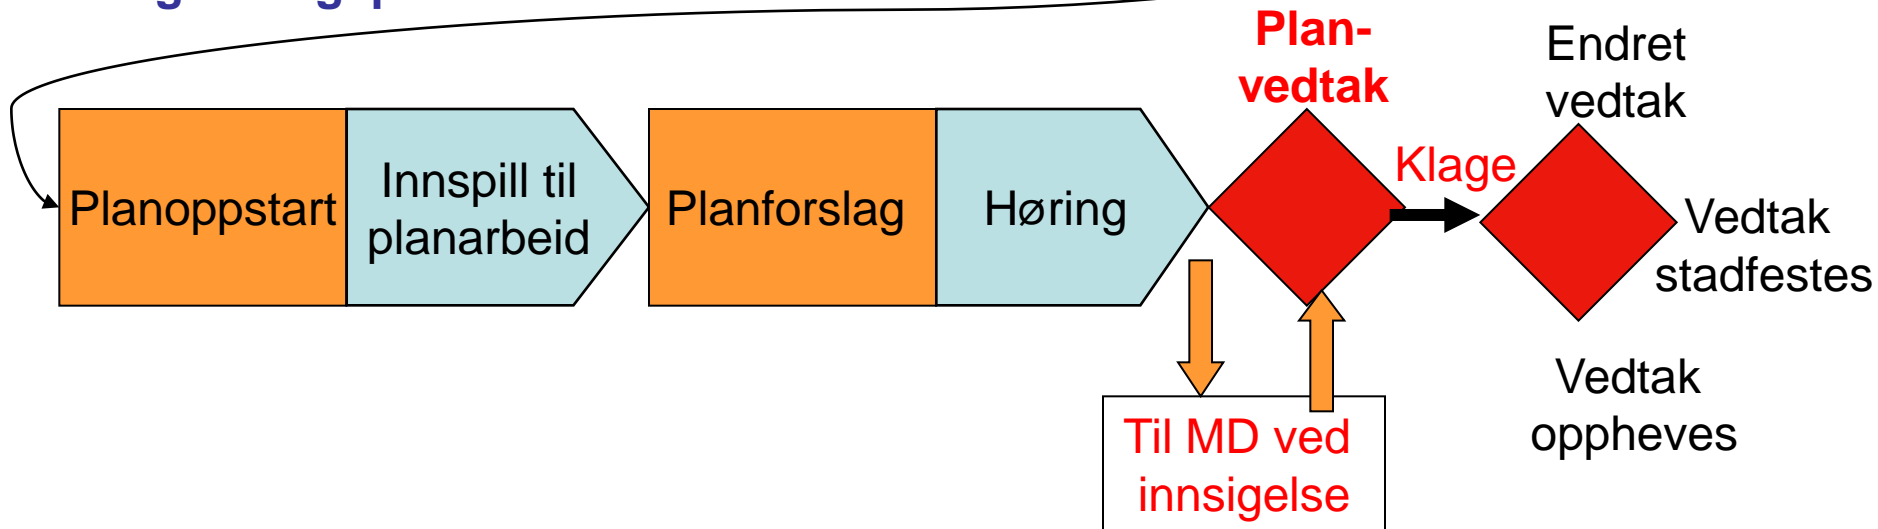 Plan-
vedtak
Endret
vedtak
Klage
Planoppstart
Innspill til
planarbeid
Planforslag
Høring
Vedtak
stadfestes
Vedtak
oppheves
Til MD ved
innsigelse